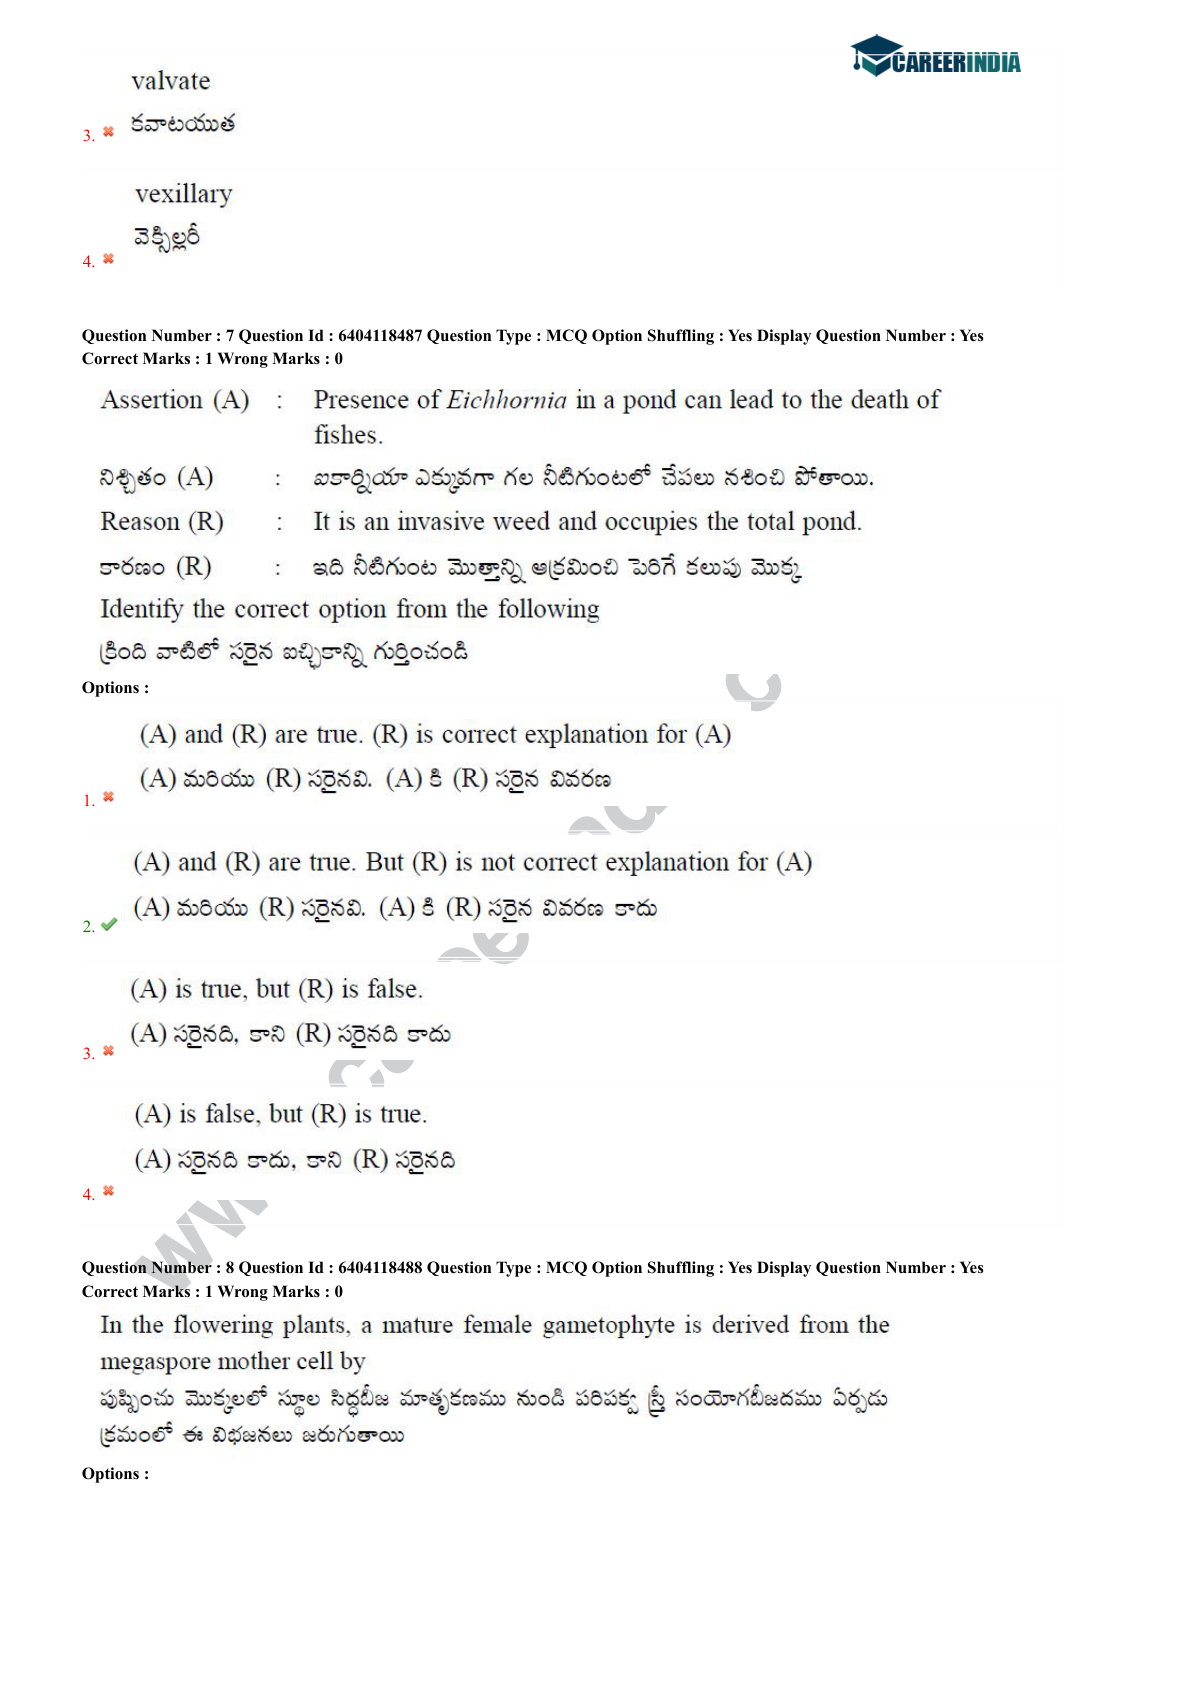 CAREERINDIA
valvate
కవాటయుత
3.
vexillary
వెక్సిల్లరీ
4.
Question Number : 7 Question Id : 6404118487 Question Type : MCQ Option Shuffling : Yes Display Question Number : Yes
Correct Marks : 1 Wrong Marks : 0
Assertion (A) : Presence of Eichhornia in a pond can lead to the death of
fishes.
నిశ్చితం (A) : ఐకార్నియా ఎక్కువగా గల నీటిగుంటలో చేపలు నశించి పోతాయి.
Reason (R) : It is an invasive weed and occupies the total pond.
కారణం (R) : ఇది నీటిగుంట మొత్తాన్ని ఆక్రమించి పెరిగే కలుపు మొక్క
Identify the correct option from the following
క్రింది వాటిలో సరైన ఐచ్ఛికాన్ని గుర్తించండి
Options :
(A) and (R) are true. (R) is correct explanation for (A)
(A) మరియు (R) సరైనవి. (A) కి (R) సరైన వివరణ
1.
(A) and (R) are true. But (R) is not correct explanation for (A)
(A) మరియు (R) సరైనవి. (A) కి (R) సరైన వివరణ కాదు
2.
(A) is true, but (R) is false.
(A) సరైనది, కాని (R) సరైనది కాదు
3.
(A) is false, but (R) is true.
(A) సరైనది కాదు, కాని (R) సరైనది
4.
Question Number : 8 Question Id : 6404118488 Question Type : MCQ Option Shuffling : Yes Display Question Number : Yes
Correct Marks : 1 Wrong Marks : 0
In the flowering plants, a mature female gametophyte is derived from the
megaspore mother cell by
పుష్పించు మొక్కలలో స్థూల సిద్ధబీజ మాతృకణము నుండి పరిపక్వ స్త్రీ సంయోగబీజదము ఏర్పడు
క్రమంలో ఈ విభజనలు జరుగుతాయి
Options :